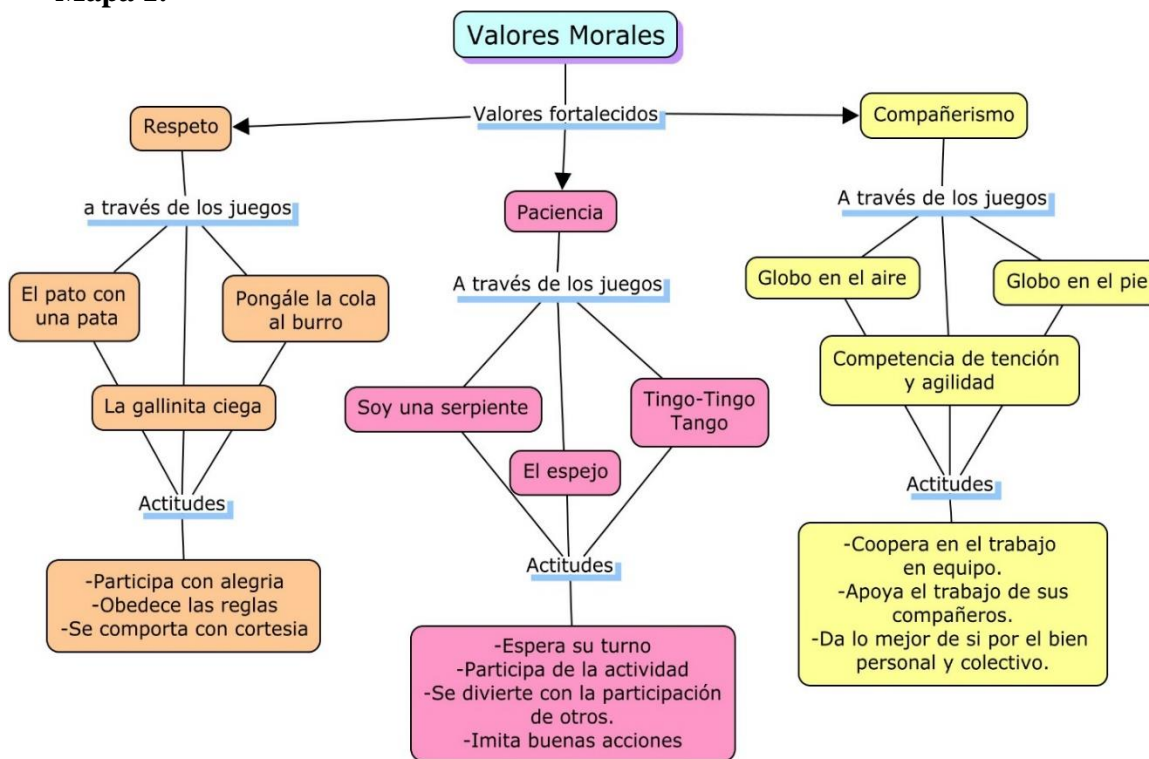 Valores Morales
Valores fortalecidos
Respeto
a través de los juegos
El pato con
una pata
Pongále la cola
al burro
La gallinita ciega
Actitudes
-Participa con alegria
-Obedece las reglas
-Se comporta con cortesia
Paciencia
A través de los juegos
Soy una serpiente
Tingo-Tingo
Tango
El espejo
Actitudes
-Espera su turno
-Participa de la actividad
-Se divierte con la participación
de otros.
-Imita buenas acciones
Compañerismo
A través de los juegos
Globo en el aire
Globo en el pie
Competencia de tención
y agilidad
Actitudes
-Coopera en el trabajo
en equipo.
-Apoya el trabajo de sus
compañeros.
-Da lo mejor de si por el bien
personal y colectivo.